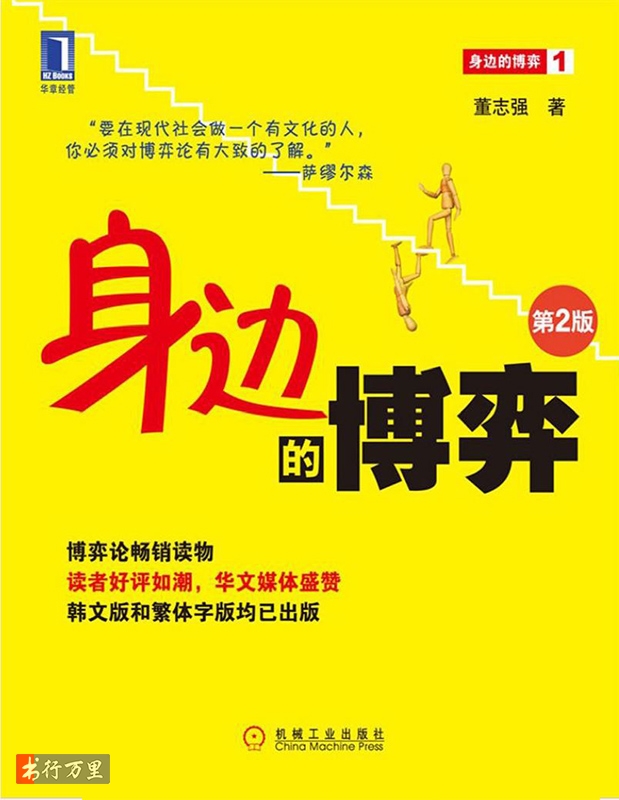 HZ BOOKS
华章经管
身边的博弈 1
董志强 著
“要在现代社会做一个有文化的人，
你必须对博弈论有大致的了解。”
——萨缪尔森
身边
第2版
的博弈
博弈论畅销读物
读者好评如潮，华文媒体盛赞
韩文版和繁体字版均已出版
机械工业出版社
China Machine Press
书行万里